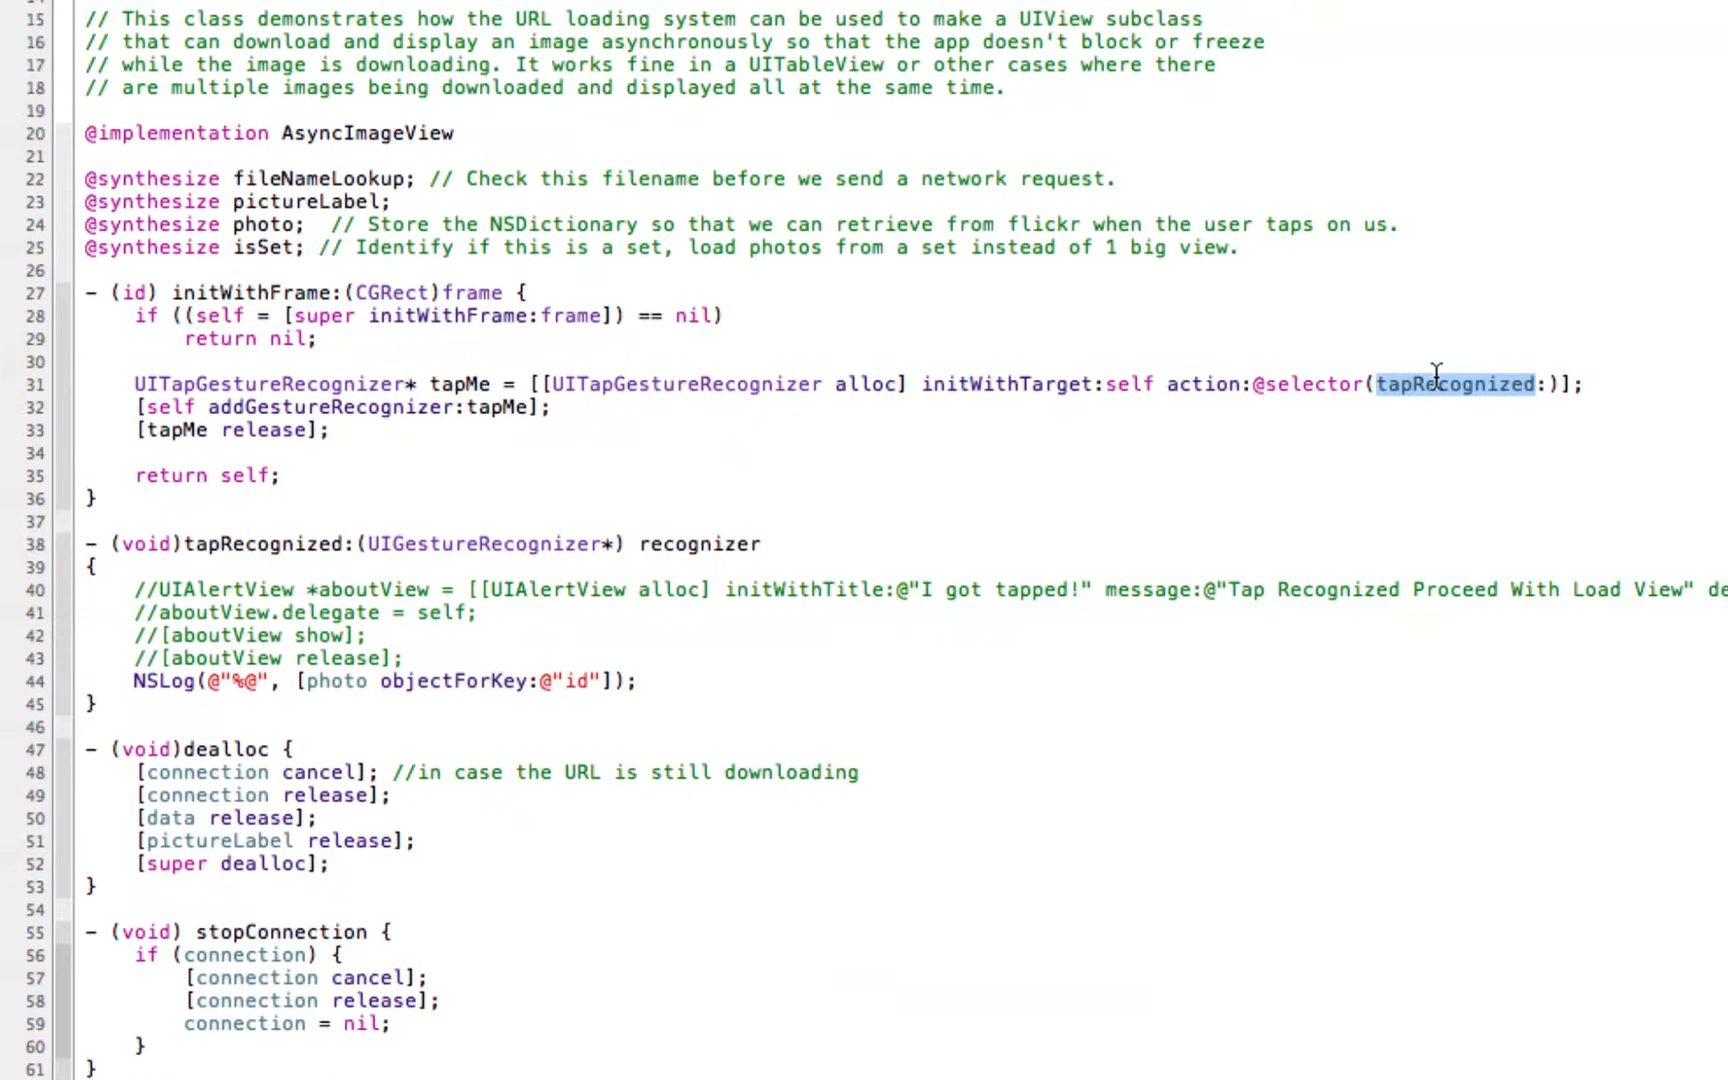 15 // This class demonstrates how the URL loading system can be used to make a UIView subclass
16 // that can download and display an image asynchronously so that the app doesn't block or freeze
17 // while the image is downloading. It works fine in a UITableView or other cases where there
18 // are multiple images being downloaded and displayed all at the same time.
19
20 @implementation AsyncImageView
21
22 @synthesize fileNameLookup; // Check this filename before we send a network request.
23 @synthesize pictureLabel;
24 @synthesize photo;  // Store the NSDictionary so that we can retrieve from flickr when the user taps on us.
25 @synthesize isSet; // Identify if this is a set, load photos from a set instead of 1 big view.
26
27 - (id) initWithFrame:(CGRect)frame {
28     if ((self = [super initWithFrame:frame]) == nil)
29         return nil;
30
31     UITapGestureRecognizer* tapMe = [[UITapGestureRecognizer alloc] initWithTarget:self action:@selector(tapRecognized:)];
32     [self addGestureRecognizer:tapMe];
33     [tapMe release];
34
35     return self;
36 }
37
38 - (void)tapRecognized:(UIGestureRecognizer*) recognizer
39 {
40     //UIAlertView *aboutView = [[UIAlertView alloc] initWithTitle:@"I got tapped!" message:@"Tap Recognized Proceed With Load View" de
41     //aboutView.delegate = self;
42     //[aboutView show];
43     //[aboutView release];
44     NSLog(@"%@", [photo objectForKey:@"id"]);
45 }
46
47 - (void)dealloc {
48     [connection cancel]; //in case the URL is still downloading
49     [connection release];
50     [data release];
51     [pictureLabel release];
52     [super dealloc];
53 }
54
55 - (void) stopConnection {
56     if (connection) {
57         [connection cancel];
58         [connection release];
59         connection = nil;
60     }
61 }